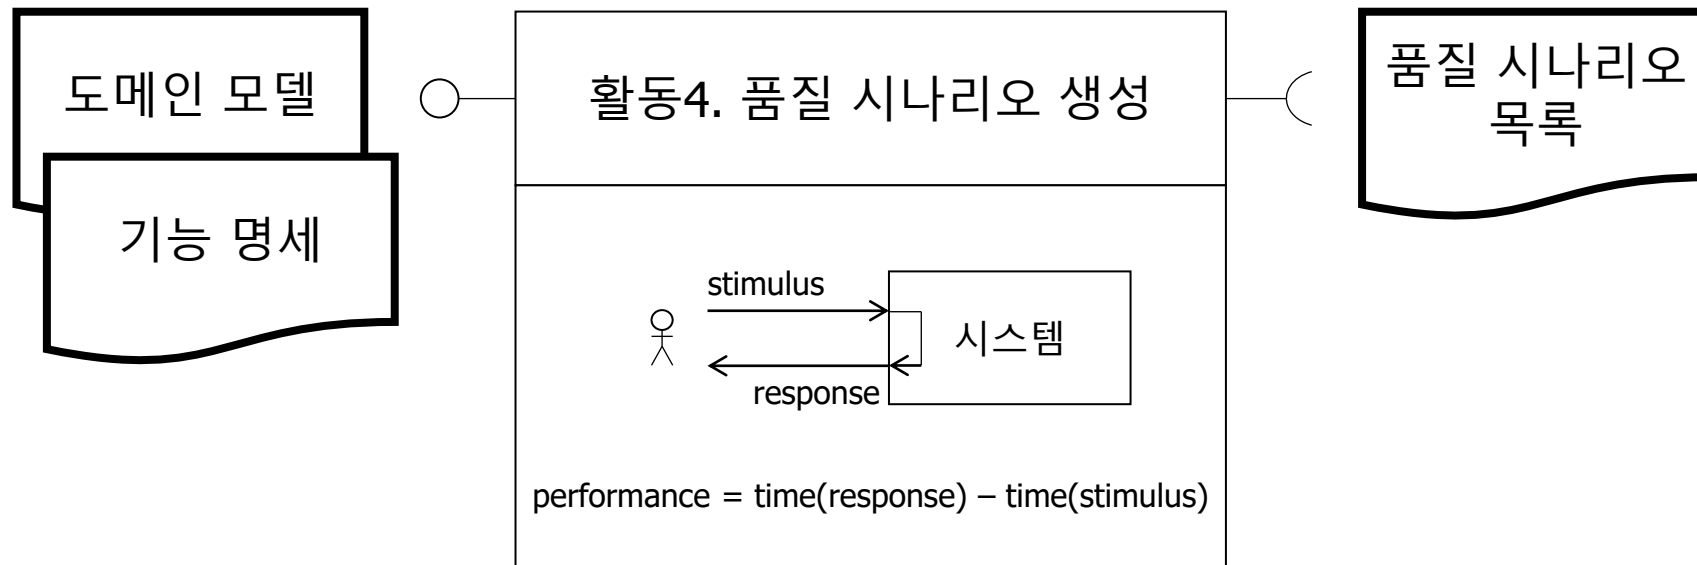 도메인 모델
기능 명세
활동4. 품질 시나리오 생성
stimulus
시스템
response
performance = time(response) – time(stimulus)
품질 시나리오
목록